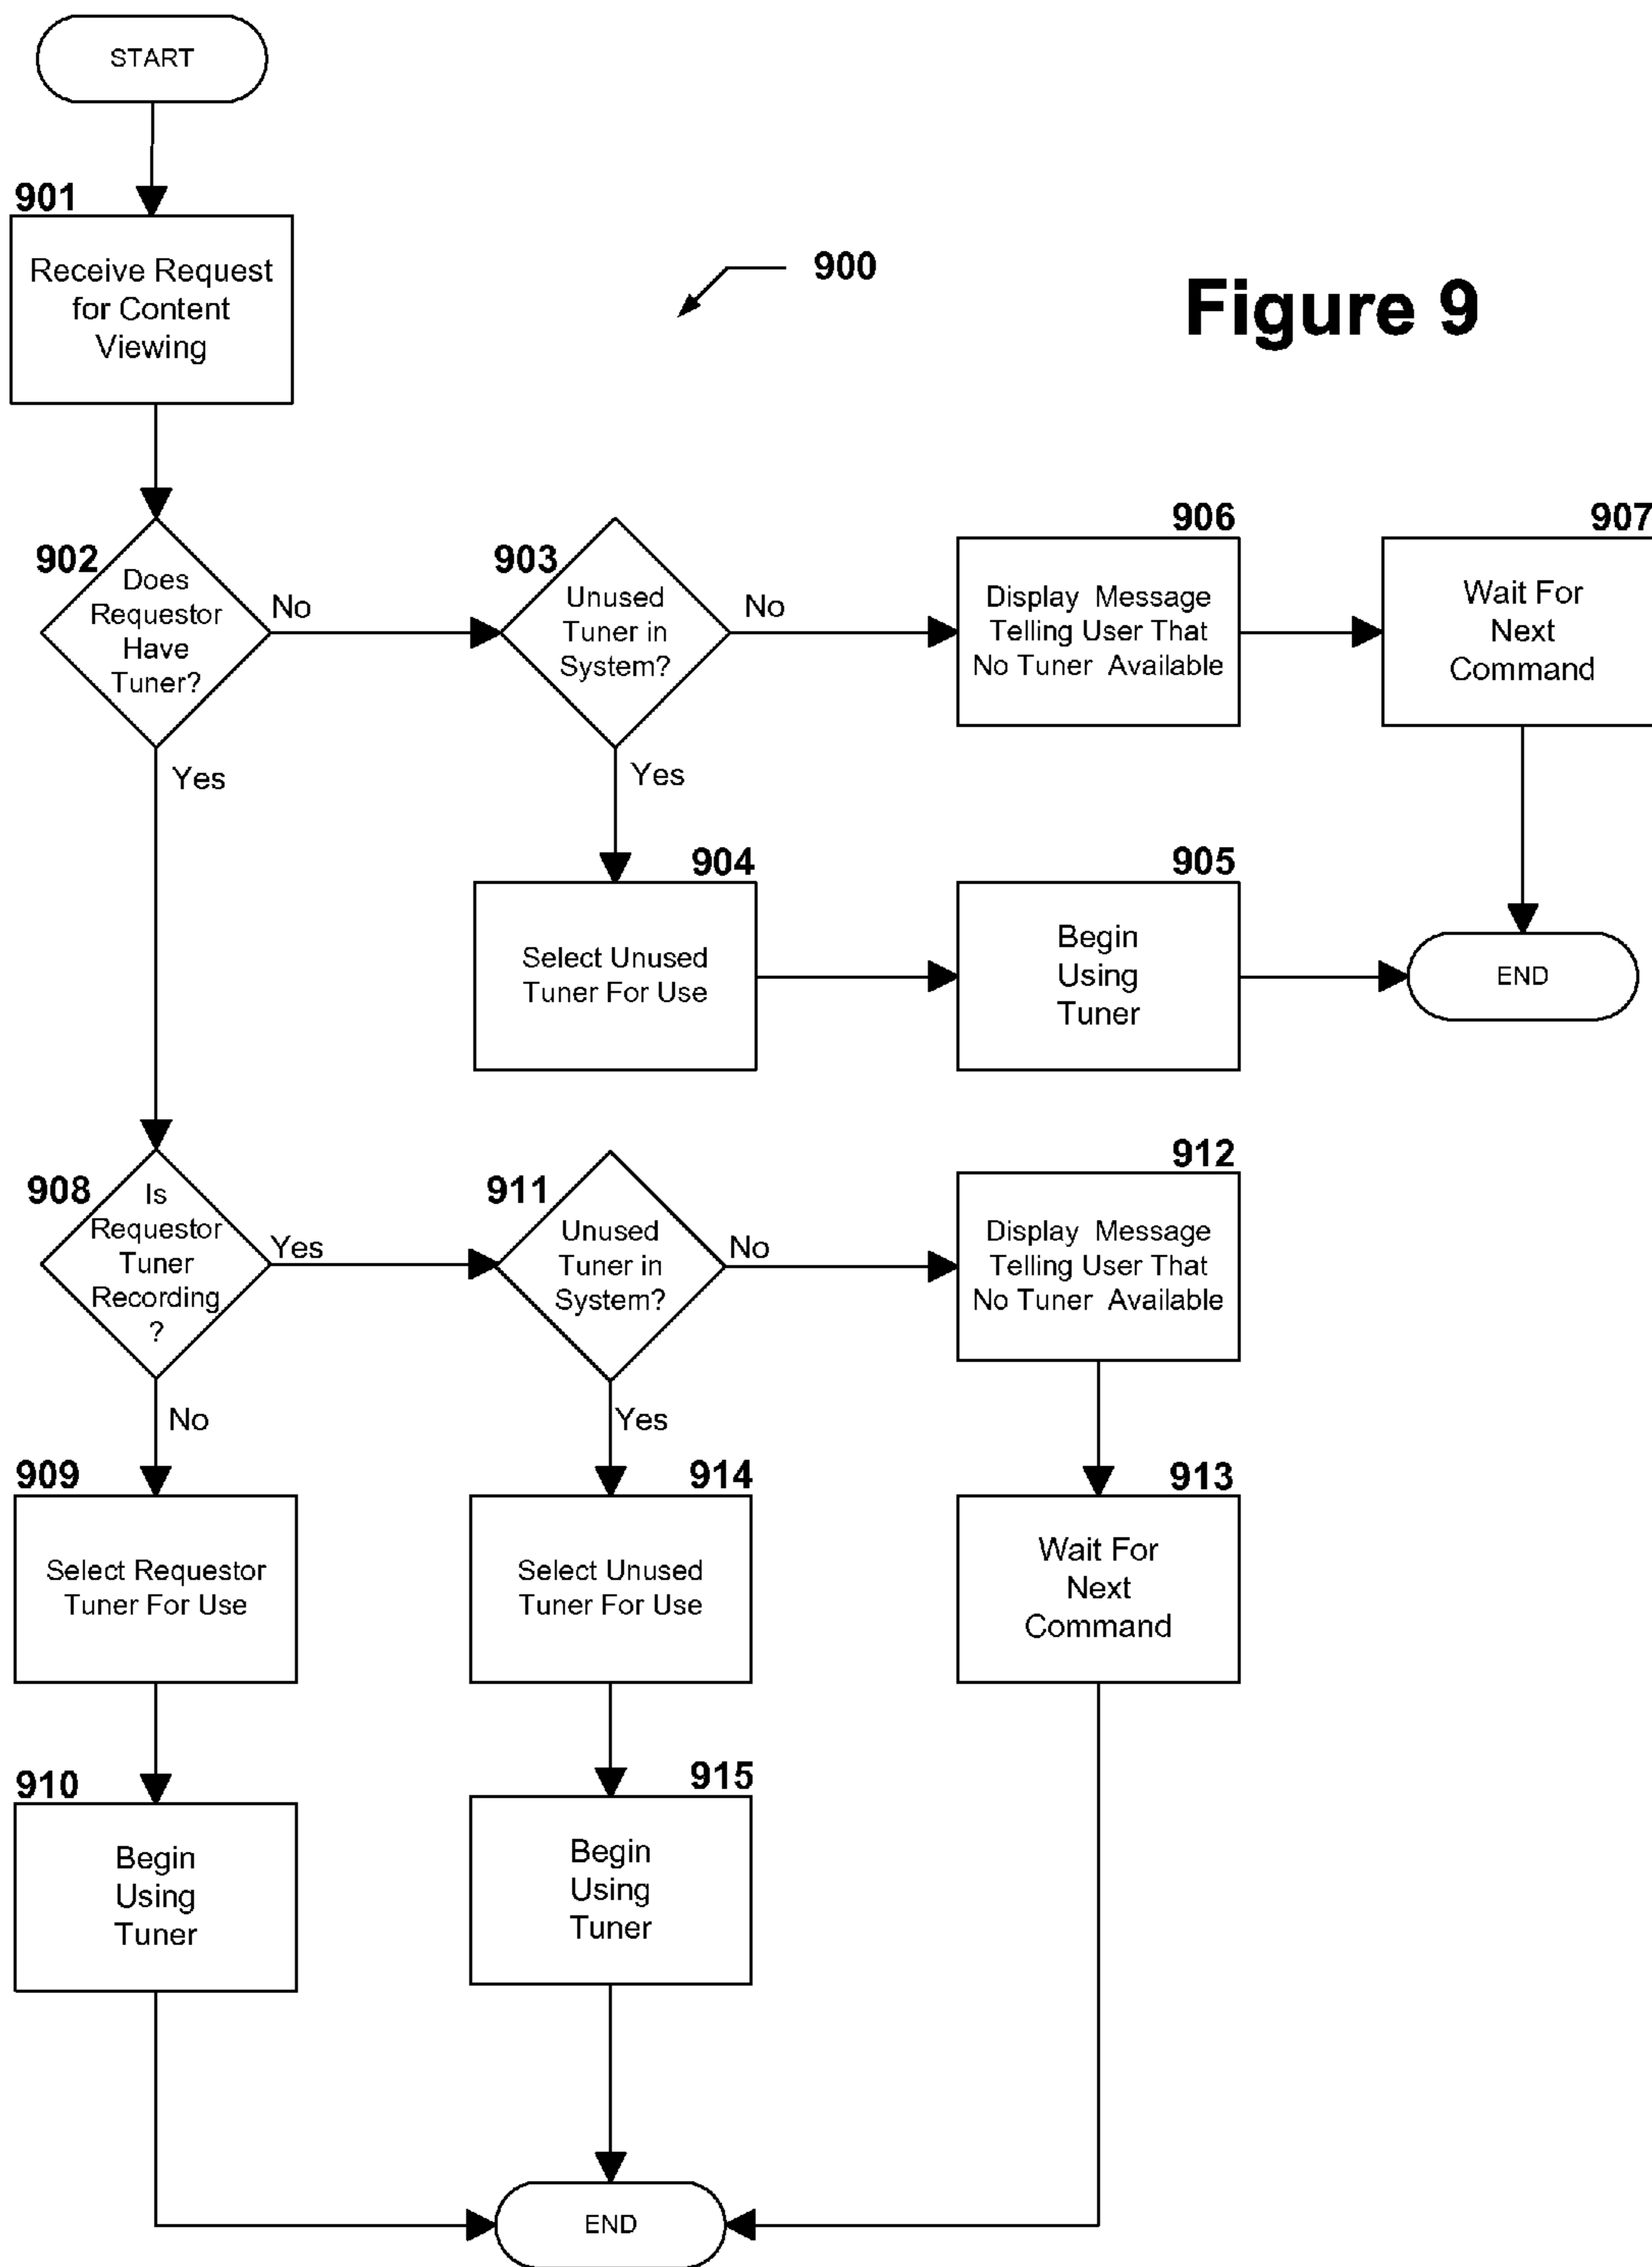 START
901
Receive Request
for Content
Viewing
900
Figure 9
902
Does
Requestor
Have
Tuner?
No
Yes
903
Unused
Tuner in
System?
No
Yes
906
Display Message
Telling User That
No Tuner Available
907
Wait For
Next
Command
904
Select Unused
Tuner For Use
905
Begin
Using
Tuner
END
908
Is
Requestor
Tuner
Recording
?
Yes
No
911
Unused
Tuner in
System?
No
Yes
912
Display Message
Telling User That
No Tuner Available
909
Select Requestor
Tuner For Use
914
Select Unused
Tuner For Use
913
Wait For
Next
Command
910
Begin
Using
Tuner
915
Begin
Using
Tuner
END